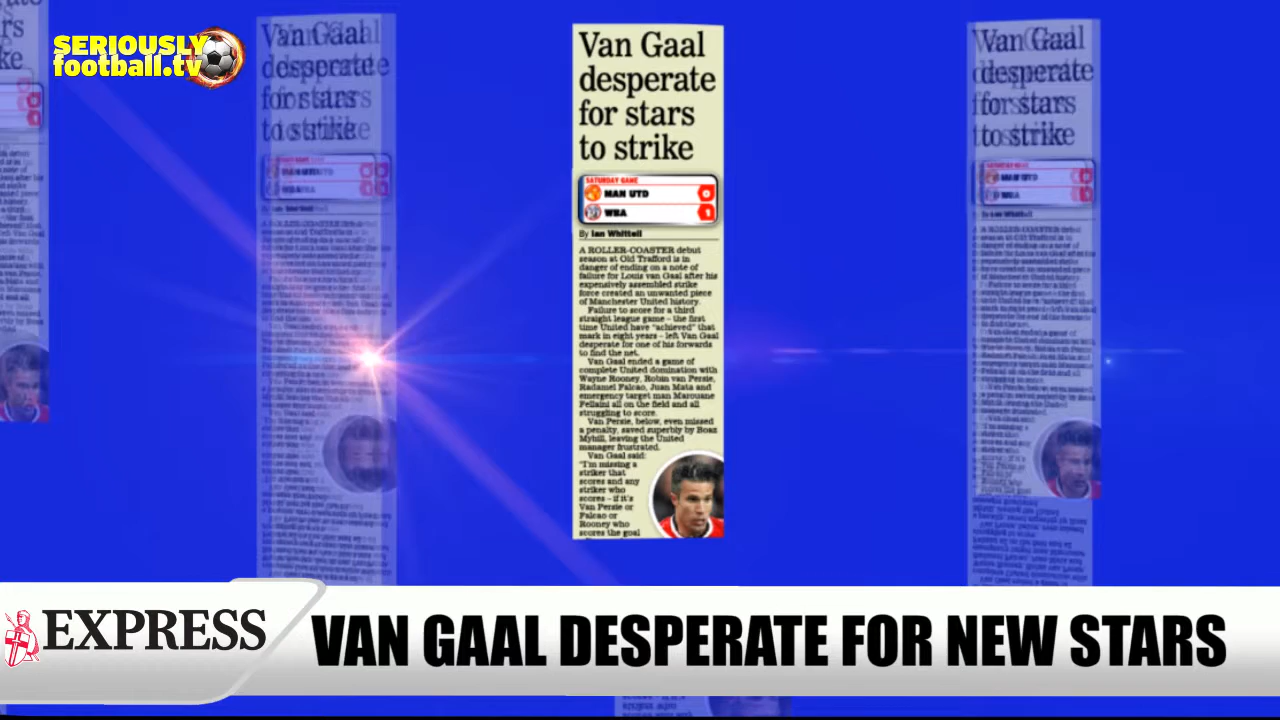 SERIOUSLY
football.tv
Van Gaal
desperate
for stars
to strike
SATURDAY GAME
MAN UTD 0
WBA 1
By Ian Whittell
A ROLLER-COASTER debut
season at Old Trafford is in
danger of ending on a note of
failure for Louis van Gaal after his
expensively assembled strike
force created an unwanted piece
of Manchester United history.
Failure to score for a third
straight league game – the first
time United have "achieved" that
mark in eight years – left Van Gaal
desperate for one of his forwards
to find the net.
Van Gaal ended a game of
complete United domination with
Wayne Rooney, Robin van Persie,
Radamel Falcao, Juan Mata and
emergency target man Marouane
Fellaini all on the field and all
struggling to score.
Van Persie, below, even missed
a penalty, saved superbly by Boaz
Myhill, leaving the United
manager frustrated.
Van Gaal said:
"I'm missing a
striker that
scores and any
striker who
scores – if it's
Van Persie or
Falcao or
Rooney who
scores the goal
EXPRESS
VAN GAAL DESPERATE FOR NEW STARS